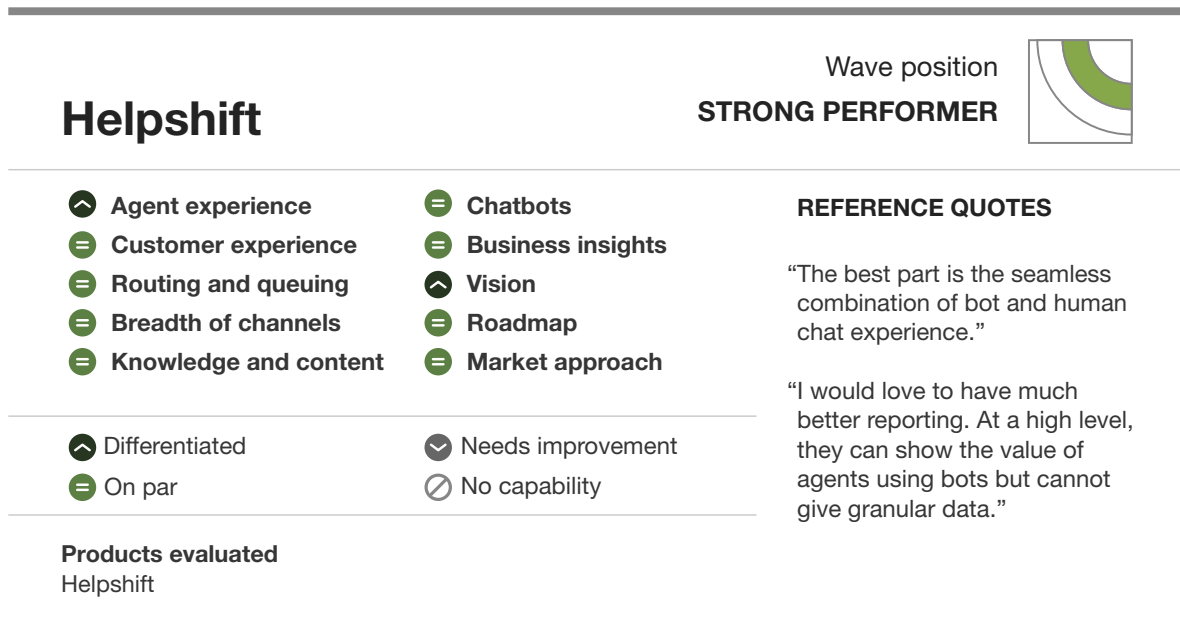 Helpshift
Wave position
STRONG PERFORMER
Agent experience
Customer experience
Routing and queuing
Breadth of channels
Knowledge and content
Chatbots
Business insights
Vision
Roadmap
Market approach
Differentiated
On par
Needs improvement
No capability
Products evaluated
Helpshift
REFERENCE QUOTES
“The best part is the seamless
combination of bot and human
chat experience.”
“I would love to have much
better reporting. At a high level,
they can show the value of
agents using bots but cannot
give granular data.”